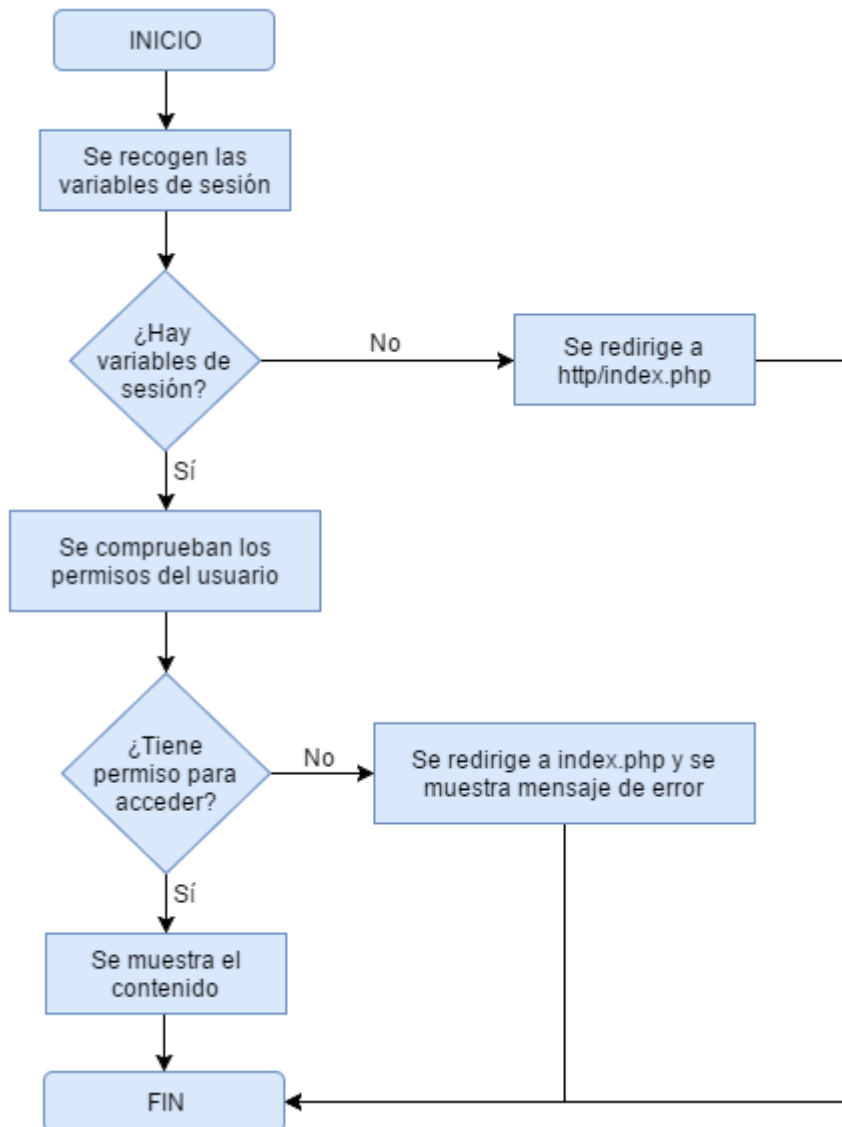 INICIO
Se recogen las
variables de sesión
¿Hay
variables de
sesión?
No
Se redirige a
http/index.php
Sí
Se comprueban los
permisos del usuario
¿Tiene
permiso para
acceder?
No
Se redirige a index.php y se
muestra mensaje de error
Sí
Se muestra el
contenido
FIN